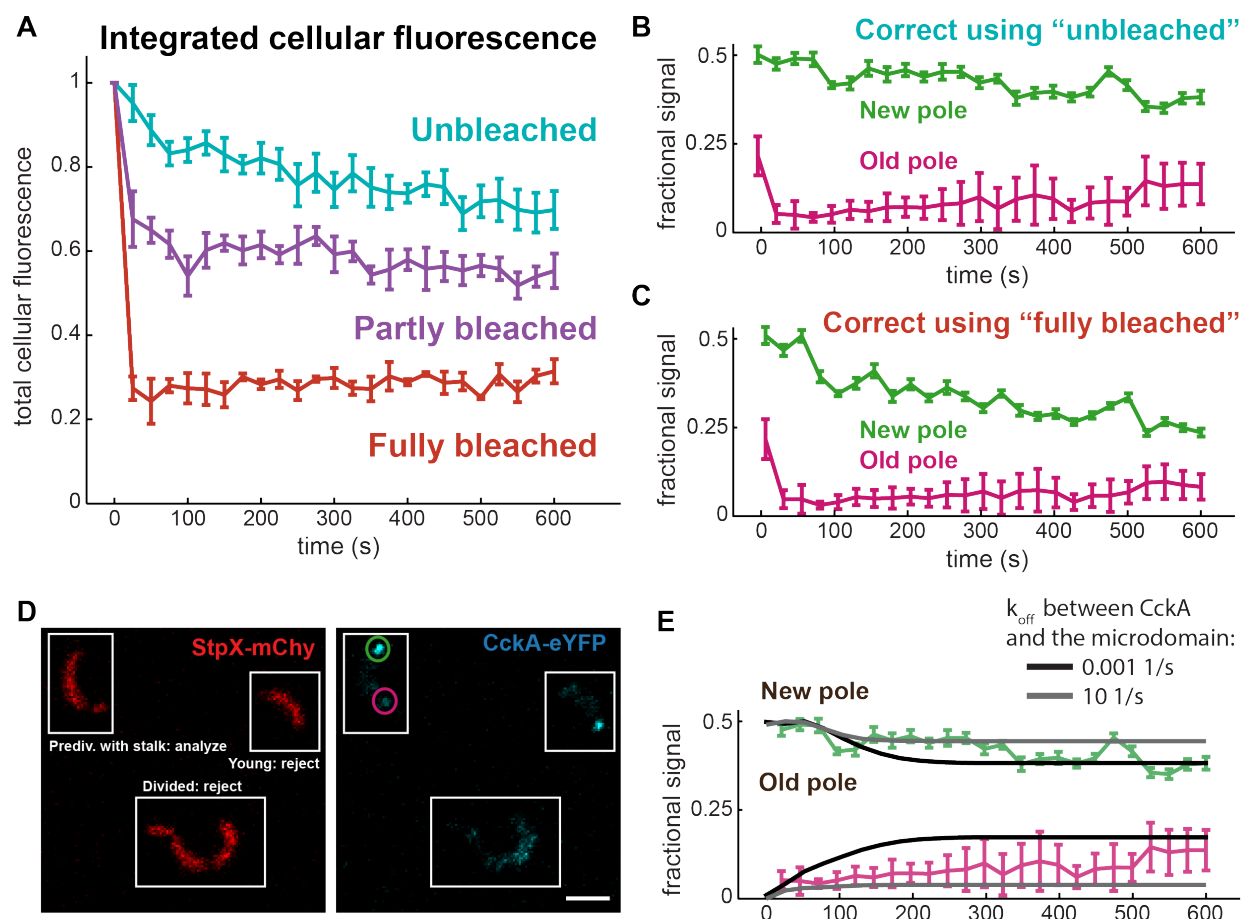 A
Integrated cellular fluorescence
1
0.8
0.6
0.4
0.2
0
total cellular fluorescence
Unbleached
Partly bleached
Fully bleached
0 100 200 300 400 500 600
time (s)
B
Correct using “unbleached”
0.5
0.25
0
fractional signal
New pole
Old pole
0 100 200 300 400 500 600
time (s)
C
Correct using “fully bleached”
0.5
0.25
0
fractional signal
New pole
Old pole
0 100 200 300 400 500 600
time (s)
D
StpX-mChy
Prediv. with stalk: analyze
Young: reject
Divided: reject
CckA-eYFP
E
koff between CckA
and the microdomain:
0.001 1/s
10 1/s
New pole
Old pole
0.5
0.25
0
fractional signal
0 100 200 300 400 500 600